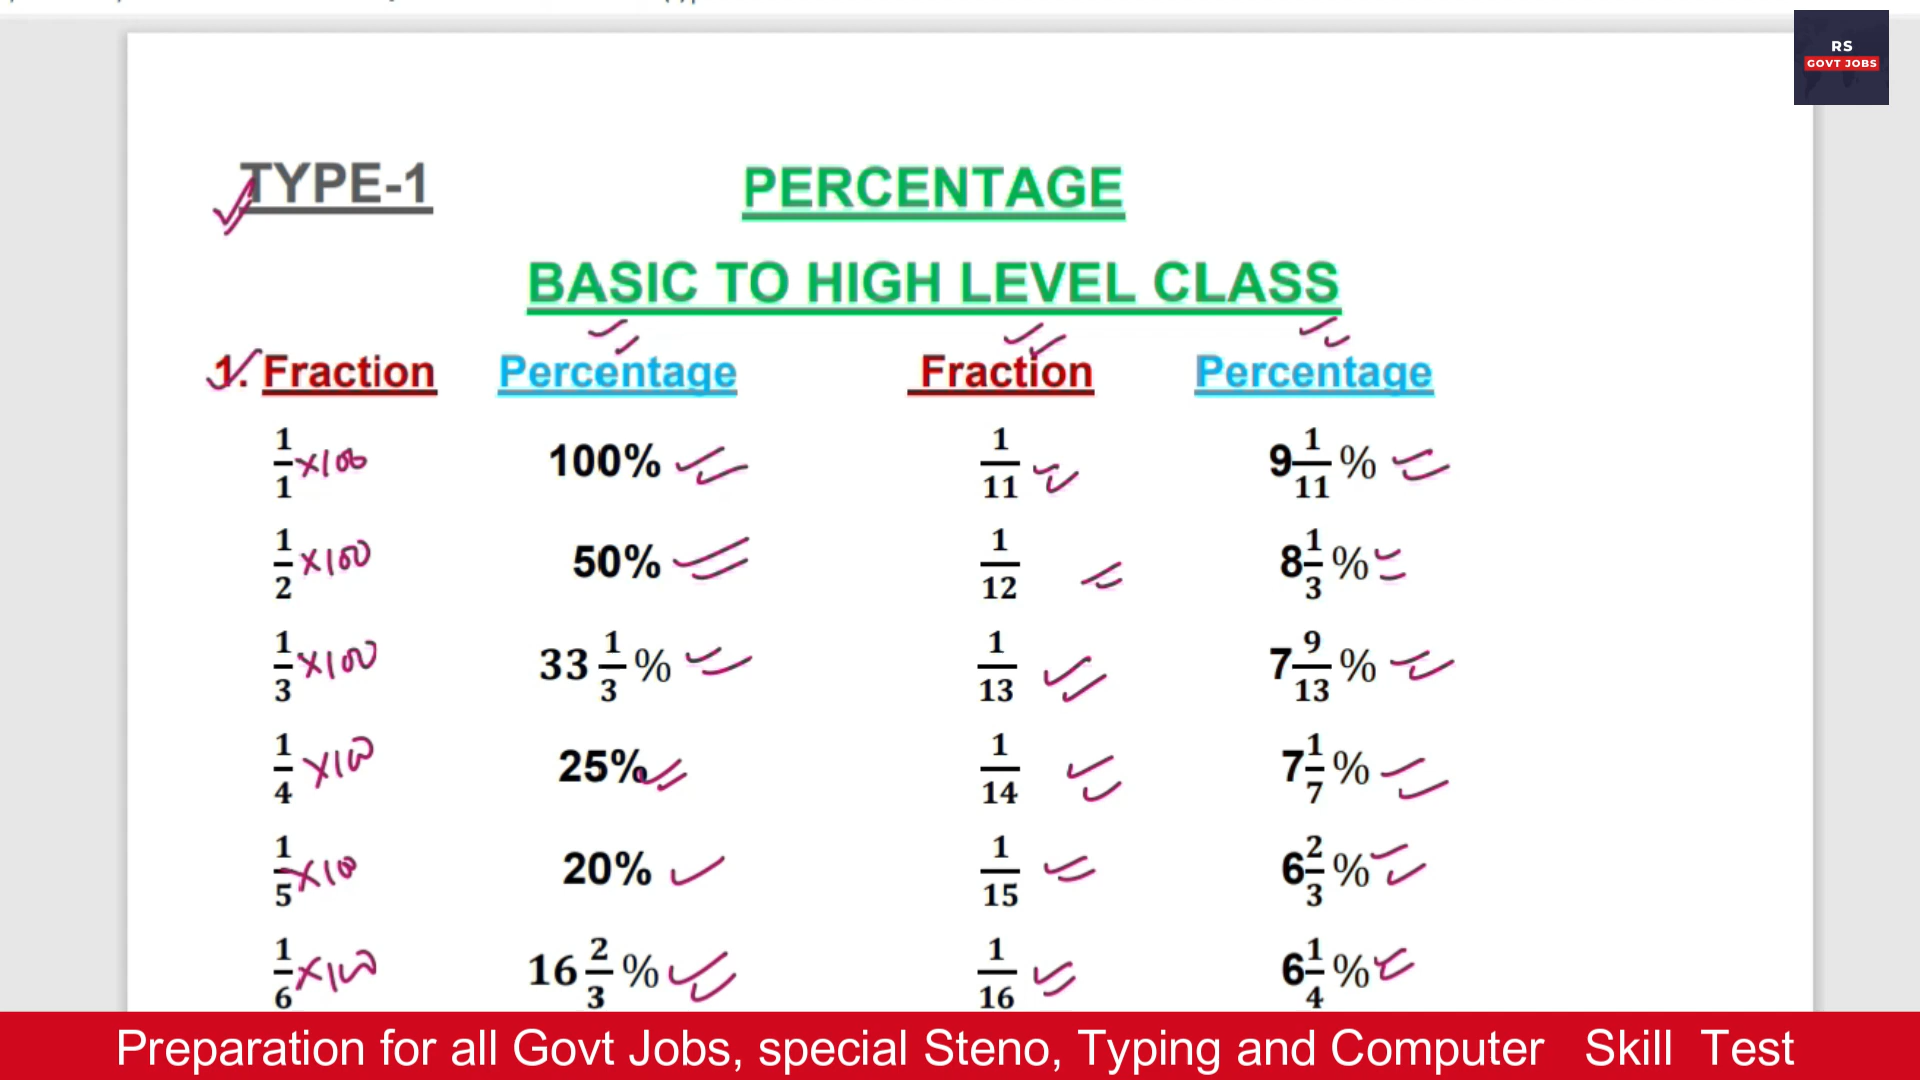 RS
GOVT JOBS
TYPE-1 PERCENTAGE
BASIC TO HIGH LEVEL CLASS
1. Fraction Percentage Fraction Percentage
1/1 ×100 100% 1/11 9 1/11 %
1/2 ×100 50% 1/12 8 1/3 %
1/3 ×100 33 1/3 % 1/13 7 9/13 %
1/4 ×100 25% 1/14 7 1/7 %
1/5 ×100 20% 1/15 6 2/3 %
1/6 ×100 16 2/3 % 1/16 6 1/4 %
Preparation for all Govt Jobs, special Steno, Typing and Computer Skill Test